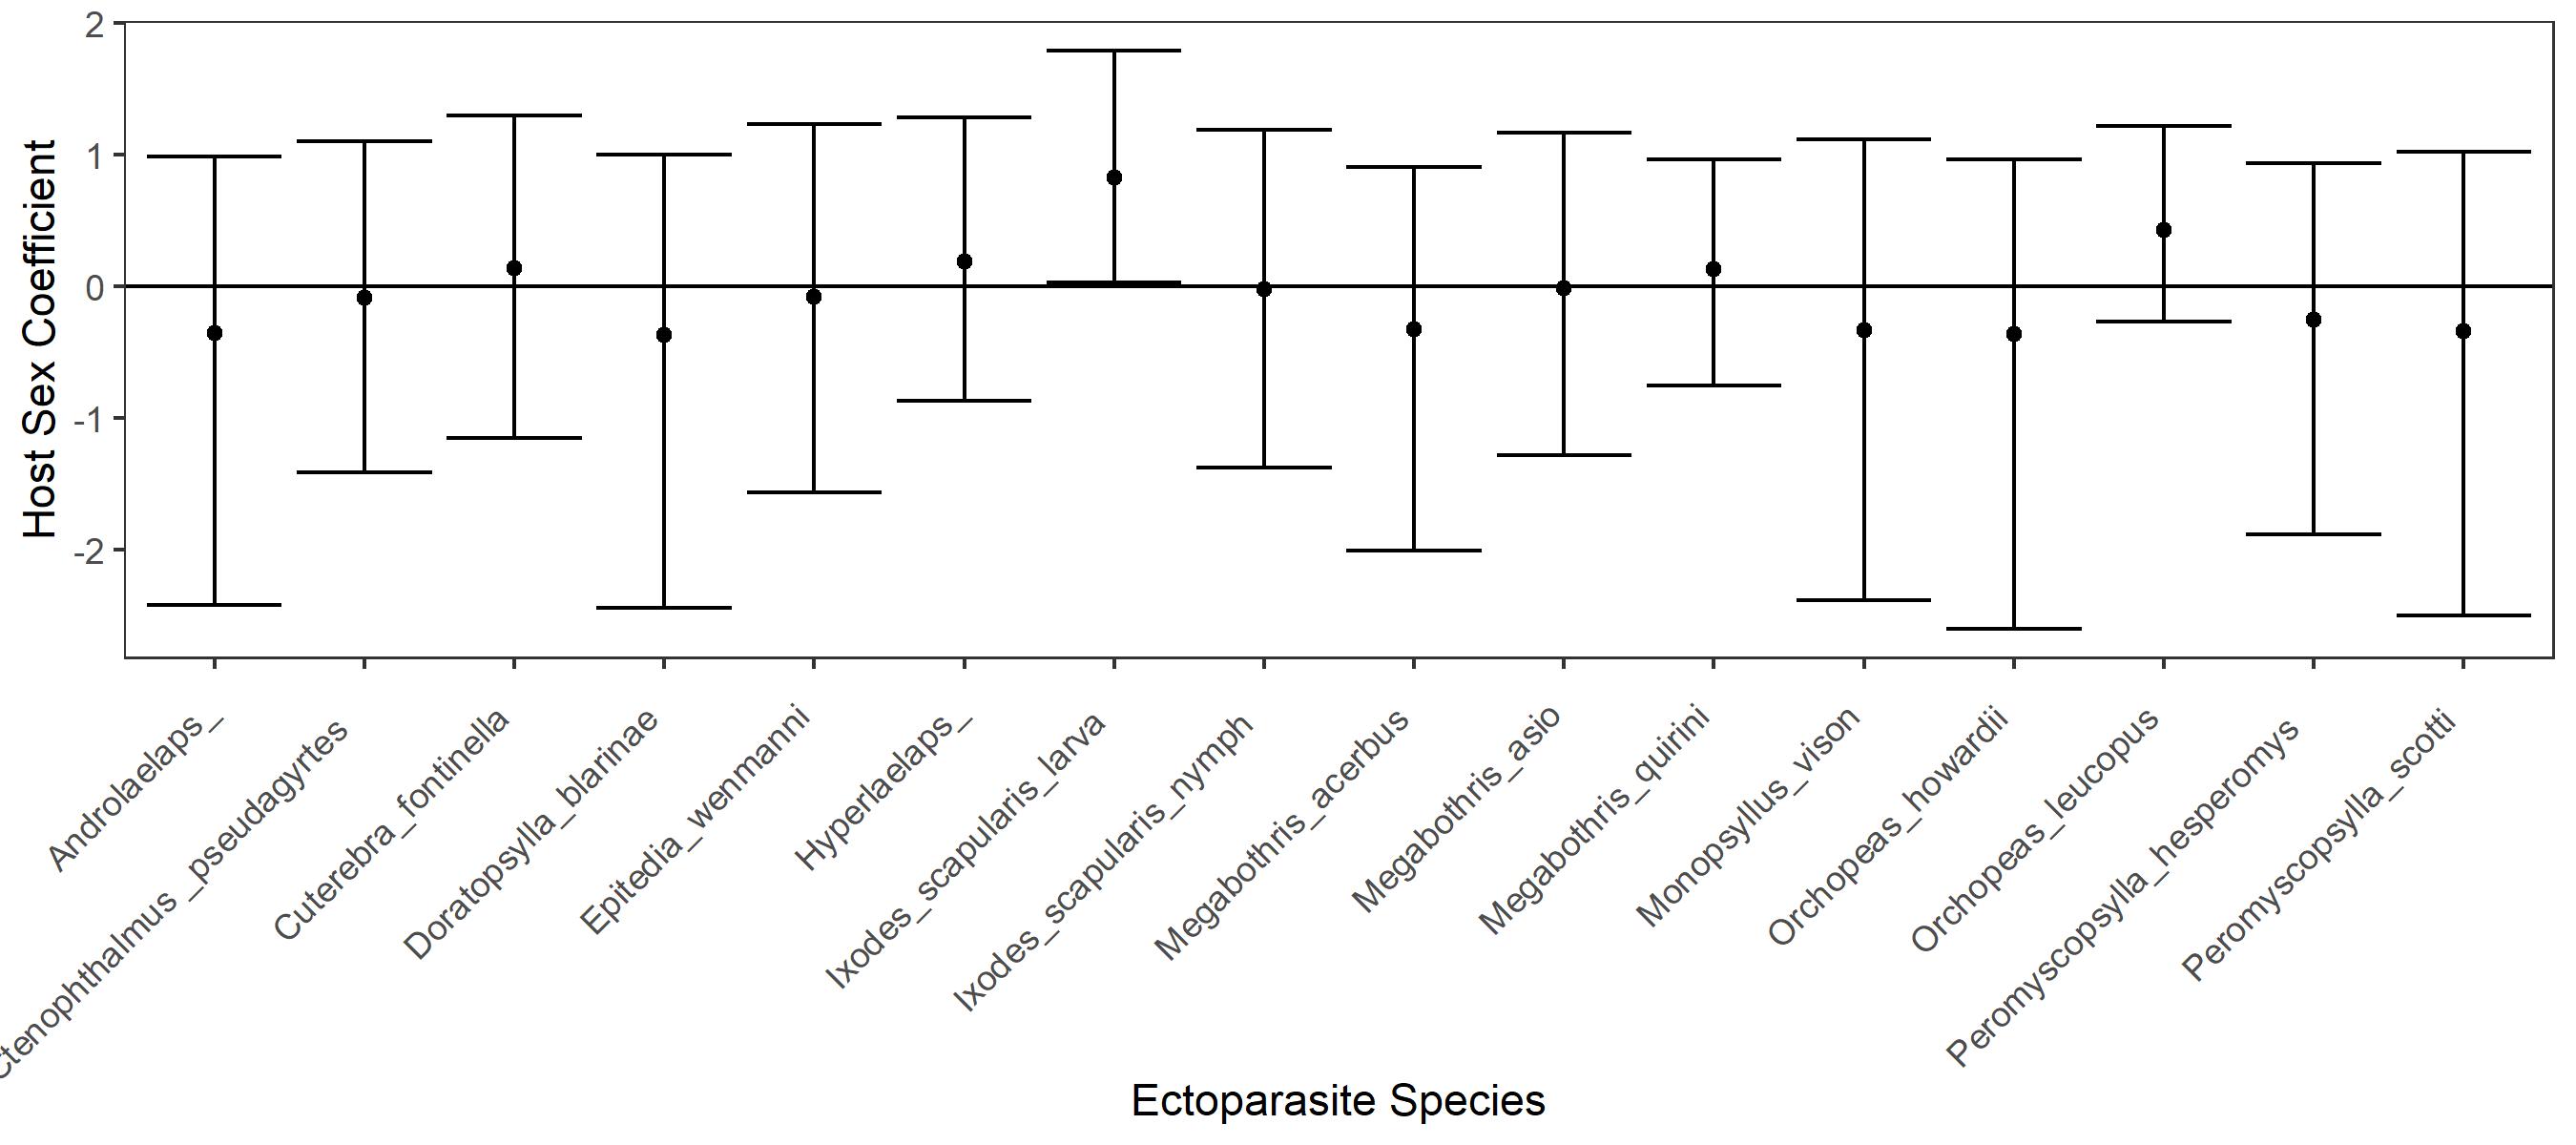 Host Sex Coefficient
2
1
0
-1
-2
Androlaelaps_
Ctenophthalmus_pseudagyrtes
Cuterebra_fontinella
Doratopsylla_blarinae
Epitedia_wenmanni
Hyperlaelaps_
Ixodes_scapularis_larva
Ixodes_scapularis_nymph
Megabothris_acerbus
Megabothris_asio
Megabothris_quirini
Monopsyllus_vison
Orchopeas_howardii
Orchopeas_leucopus
Peromyscopsylla_hesperomys
Peromyscopsylla_scotti
Ectoparasite Species